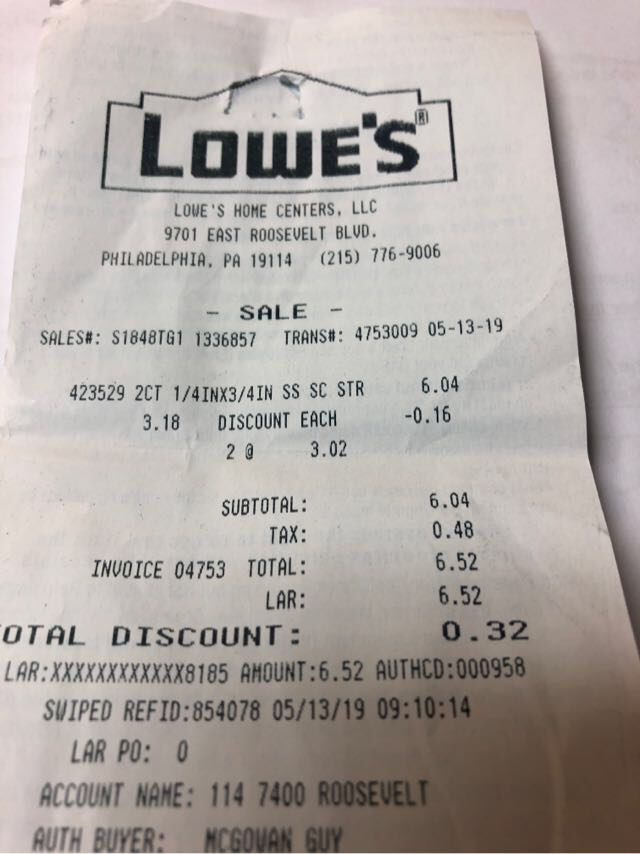 LOWE'S®
LOWE'S HOME CENTERS, LLC
9701 EAST ROOSEVELT BLVD.
PHILADELPHIA, PA 19114 (215) 776-9006
- SALE -
SALES#: S1848TG1 1336857 TRANS#: 4753009 05-13-19
423529 2CT 1/4INX3/4IN SS SC STR 6.04
3.18 DISCOUNT EACH -0.16
2 @ 3.02
SUBTOTAL: 6.04
TAX: 0.48
INVOICE 04753 TOTAL: 6.52
LAR: 6.52
OTAL DISCOUNT: 0.32
LAR:XXXXXXXXXXXX8185 AMOUNT:6.52 AUTHCD:000958
SWIPED REFID:854078 05/13/19 09:10:14
LAR PO: 0
ACCOUNT NAME: 114 7400 ROOSEVELT
AUTH BUYER: MCGOWAN GUY